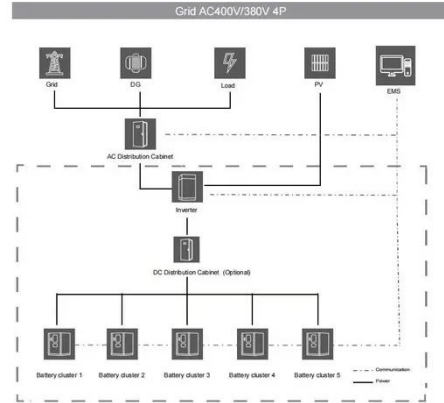 Grid AC400V/380V 4P
Grid
DG
Load
PV
EMS
AC Distribution Cabinet
Inverter
DC Distribution Cabinet (Optional)
Battery cluster 1
Battery cluster 2
Battery cluster 3
Battery cluster 4
Battery cluster 5
Communication
Power